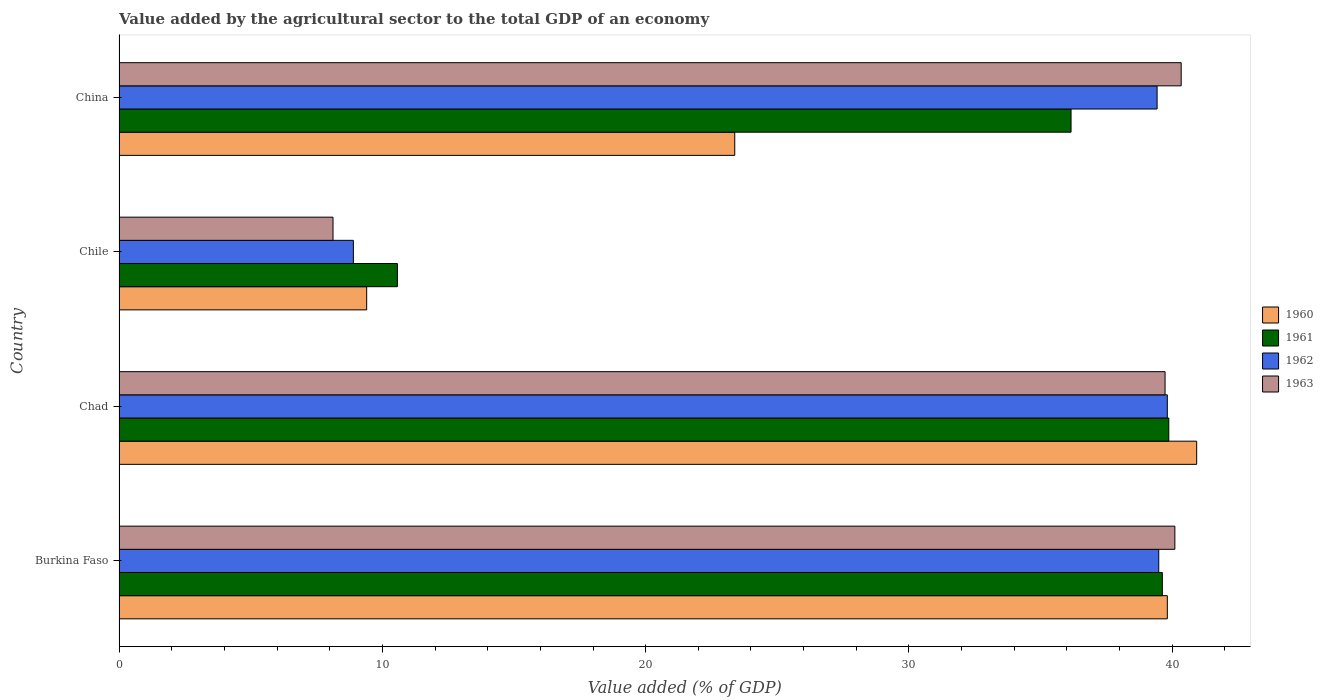 Value added by the agricultural sector to the total GDP of an economy
China
Chile
Chad
Burkina Faso
Country
0
10
20
30
40
Value added (% of GDP)
1960
1961
1962
1963